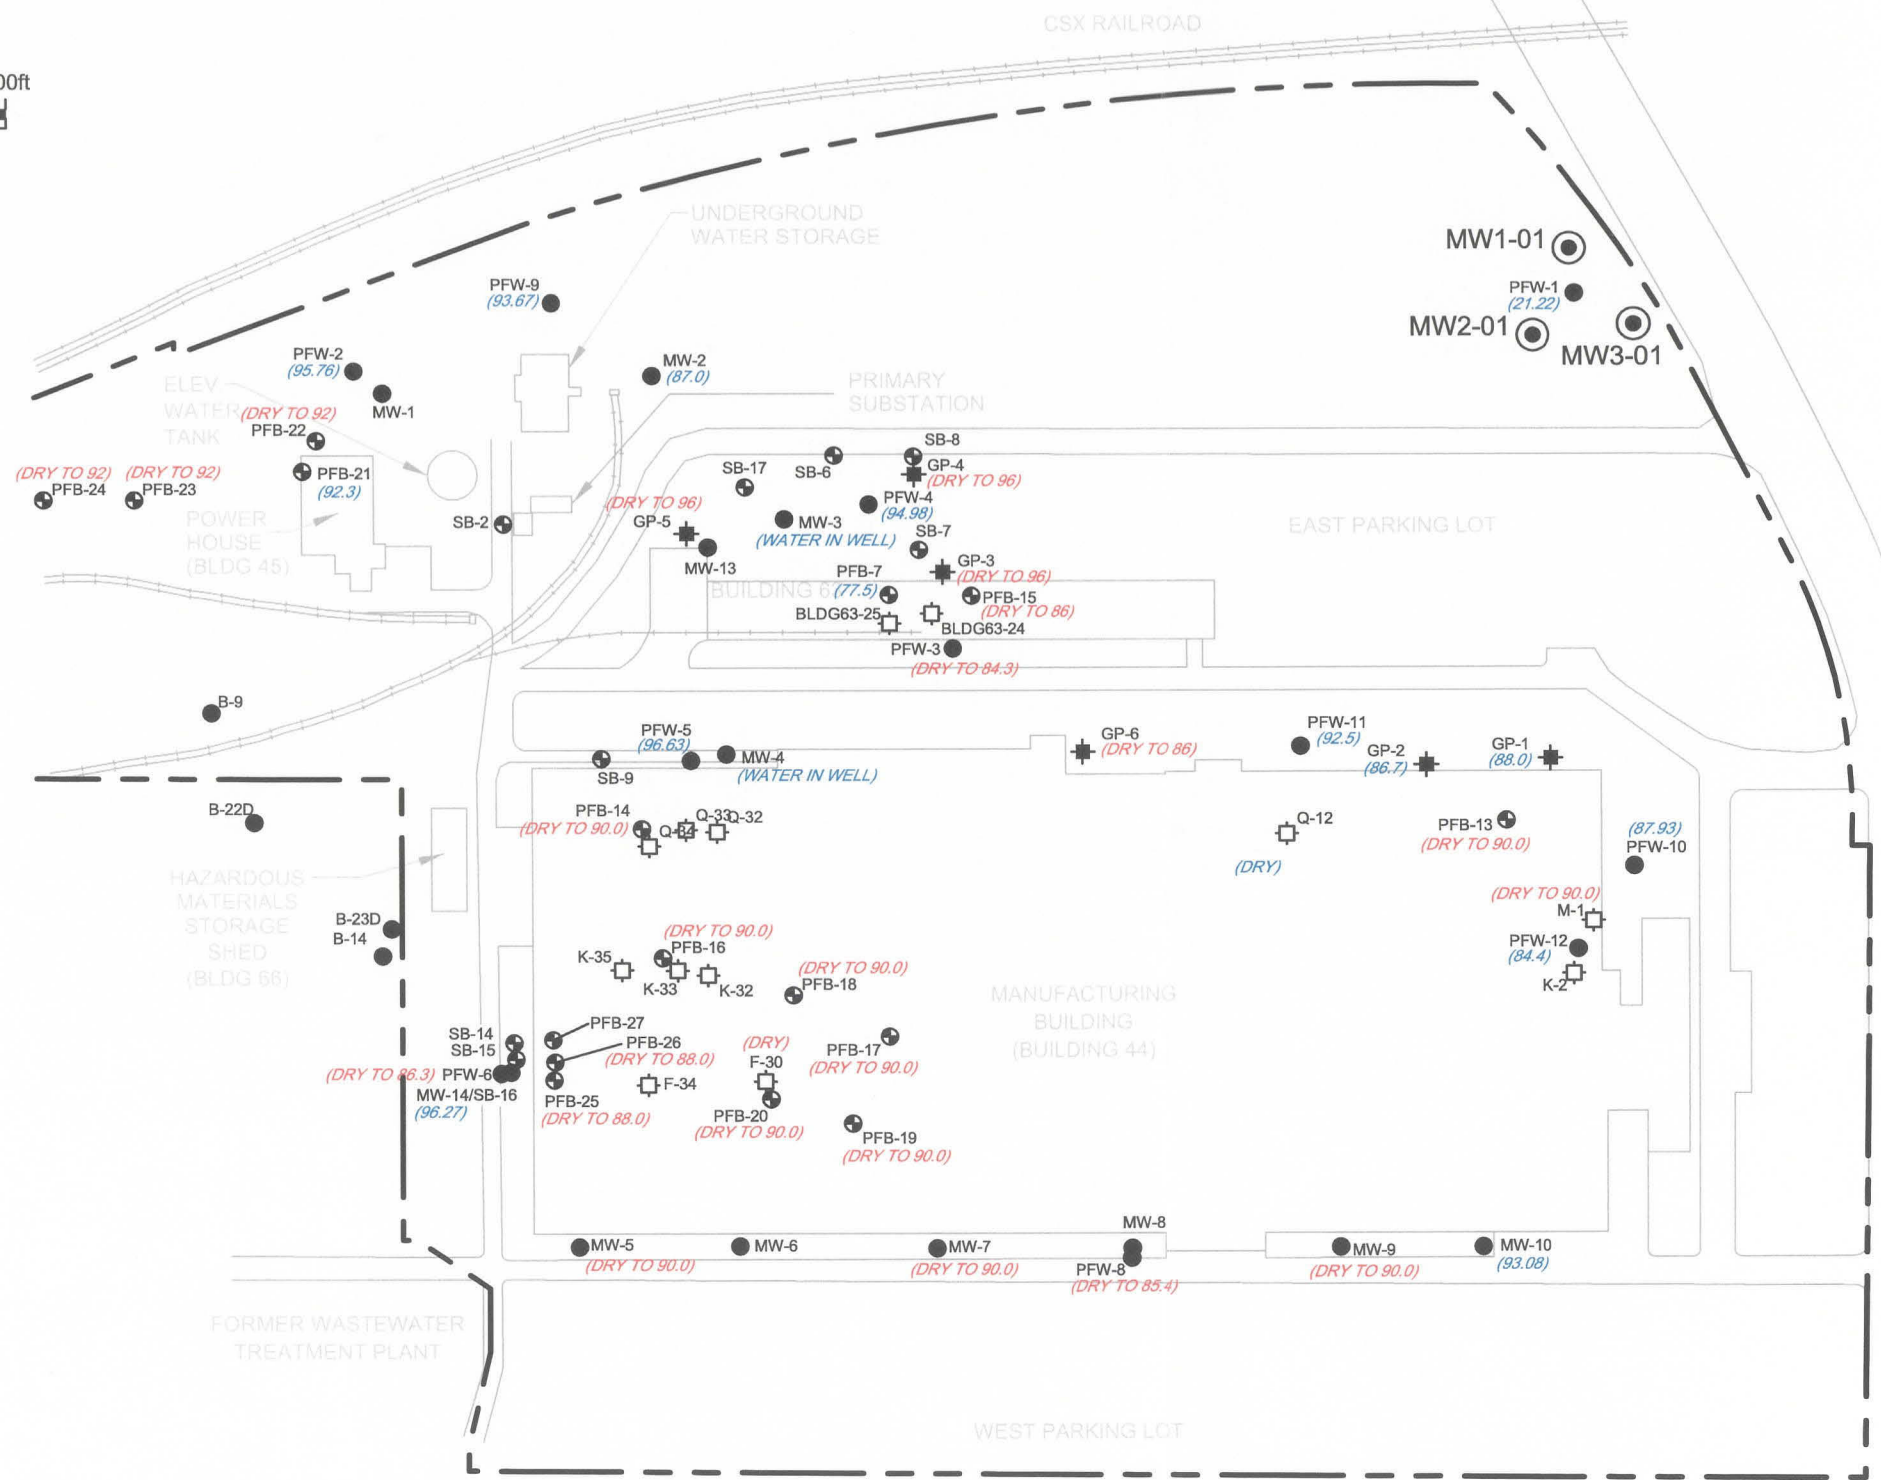 CSX RAILROAD
00ft
UNDERGROUND
WATER STORAGE
MW1-01
PFW-1
(21.22)
MW2-01
MW3-01
PFW-9
(93.67)
PFW-2
(95.76)
MW-1
MW-2
(87.0)
ELEV
WATER
TANK
PRIMARY
SUBSTATION
(DRY TO 92)
PFB-22
PFB-21
(92.3)
(DRY TO 92)
PFB-24
(DRY TO 92)
PFB-23
POWER
HOUSE
(BLDG 45)
SB-2
SB-17
SB-6
SB-8
GP-4
(DRY TO 96)
PFW-4
(94.98)
(DRY TO 96)
GP-5
MW-3
(WATER IN WELL)
MW-13
SB-7
GP-3
(DRY TO 96)
EAST PARKING LOT
PFB-7
(77.5)
BUILDING 6
PFB-15
(DRY TO 86)
BLDG63-25
BLDG63-24
PFW-3
(DRY TO 84.3)
B-9
PFW-5
(96.63)
MW-4
(WATER IN WELL)
SB-9
GP-6
(DRY TO 86)
PFW-11
(92.5)
GP-2
(86.7)
GP-1
(88.0)
B-22D
PFB-14
(DRY TO 90.0)
Q-34
Q-33
Q-32
Q-12
(DRY)
PFB-13
(DRY TO 90.0)
(87.93)
PFW-10
HAZARDOUS
MATERIALS
STORAGE
SHED
(BLDG 66)
B-23D
B-14
(DRY TO 90.0)
M-1
PFW-12
(84.4)
K-2
(DRY TO 90.0)
PFB-16
K-35
K-33
K-32
(DRY TO 90.0)
PFB-18
MANUFACTURING
BUILDING
(BUILDING 44)
SB-14
SB-15
(DRY TO 86.3)
PFW-6
MW-14/SB-16
(96.27)
PFB-27
PFB-26
(DRY TO 88.0)
F-34
PFB-25
(DRY TO 88.0)
(DRY)
F-30
PFB-20
(DRY TO 90.0)
PFB-17
(DRY TO 90.0)
PFB-19
(DRY TO 90.0)
MW-5
(DRY TO 90.0)
MW-6
MW-7
(DRY TO 90.0)
MW-8
PFW-8
(DRY TO 85.4)
MW-9
(DRY TO 90.0)
MW-10
(93.08)
FORMER WASTEWATER
TREATMENT PLANT
WEST PARKING LOT